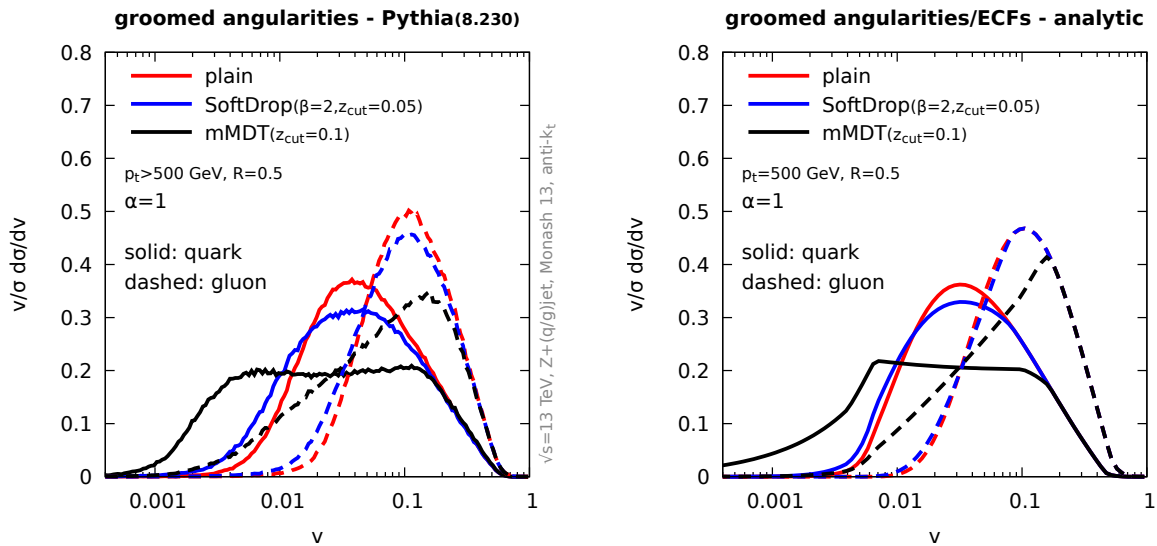 groomed angularities - Pythia(8.230)
v/σ dσ/dv
0.8
0.7
0.6
0.5
0.4
0.3
0.2
0.1
0
plain
SoftDrop(β=2,zcut=0.05)
mMDT(zcut=0.1)
pt>500 GeV, R=0.5
α=1
solid: quark
dashed: gluon
0.001
0.01
0.1
1
v
√s=13 TeV, Z+(q/g)jet, Monash 13, anti-kt
groomed angularities/ECFs - analytic
v/σ dσ/dv
0.8
0.7
0.6
0.5
0.4
0.3
0.2
0.1
0
plain
SoftDrop(β=2,zcut=0.05)
mMDT(zcut=0.1)
pt=500 GeV, R=0.5
α=1
solid: quark
dashed: gluon
0.001
0.01
0.1
1
v